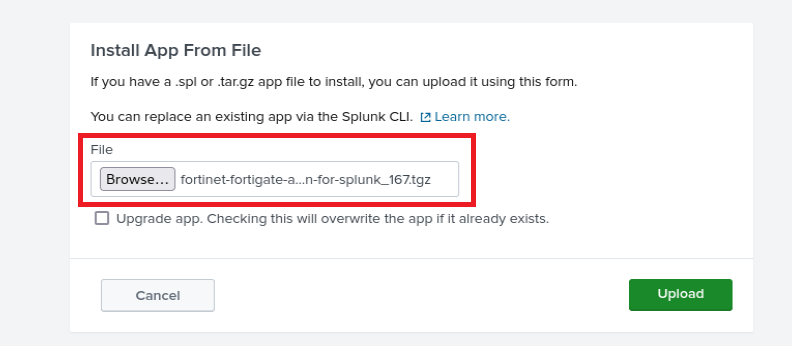 Install App From File
If you have a .spl or .tar.gz app file to install, you can upload it using this form.
You can replace an existing app via the Splunk CLI. Learn more.
File
Browse... fortinet-fortigate-a...n-for-splunk_167.tgz
Upgrade app. Checking this will overwrite the app if it already exists.
Cancel Upload